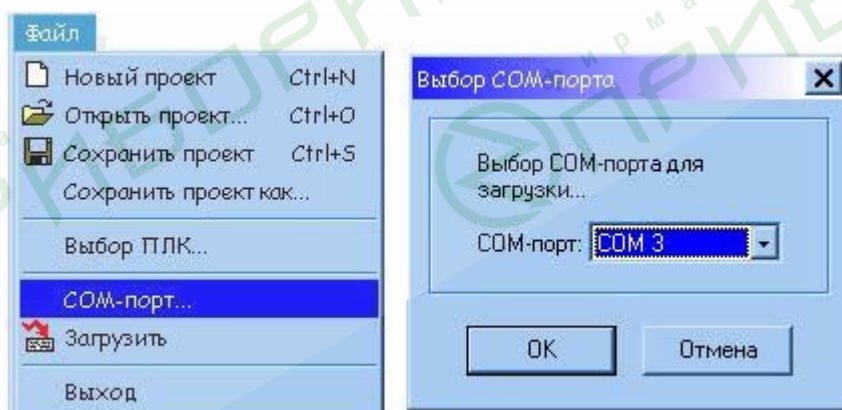 Файл
Новый проект Ctrl+N
Открыть проект... Ctrl+O
Сохранить проект Ctrl+S
Сохранить проект как...
Выбор ПЛК...
COM-порт...
Загрузить
Выход
Выбор COM-порта
Выбор COM-порта для
загрузки...
COM-порт: COM 3
OK Отмена